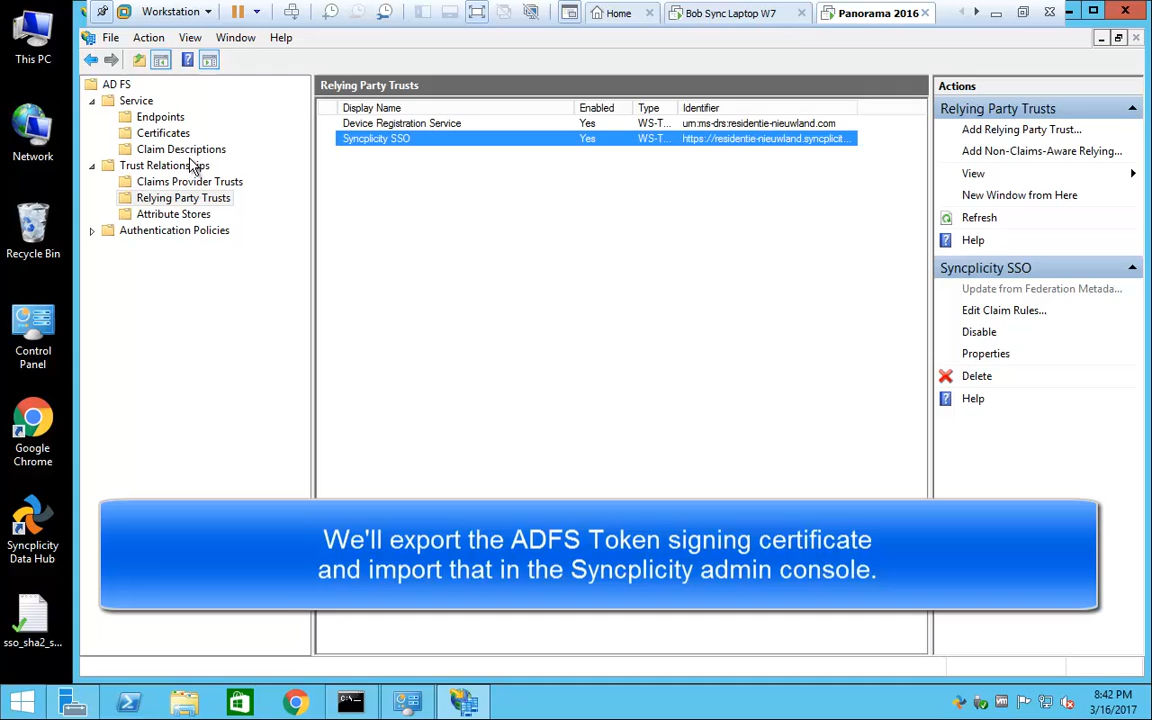 This PC
Network
Recycle Bin
Control
Panel
Google
Chrome
Syncplicity
Data Hub
sso_sha2_s...
Workstation
Home
Bob Sync Laptop W7
Panorama 2016
File Action View Window Help
AD FS
Service
Endpoints
Certificates
Claim Descriptions
Trust Relationships
Claims Provider Trusts
Relying Party Trusts
Attribute Stores
Authentication Policies
Relying Party Trusts
Display Name Enabled Type Identifier
Device Registration Service Yes WS-T... urn:ms-drs:residentie-nieuwland.com
Syncplicity SSO Yes WS-T... https://residentie-nieuwland.syncplicit...
Actions
Relying Party Trusts
Add Relying Party Trust...
Add Non-Claims-Aware Relying...
View
New Window from Here
Refresh
Help
Syncplicity SSO
Update from Federation Metada...
Edit Claim Rules...
Disable
Properties
Delete
Help
We'll export the ADFS Token signing certificate
and import that in the Syncplicity admin console.
8:42 PM
3/16/2017